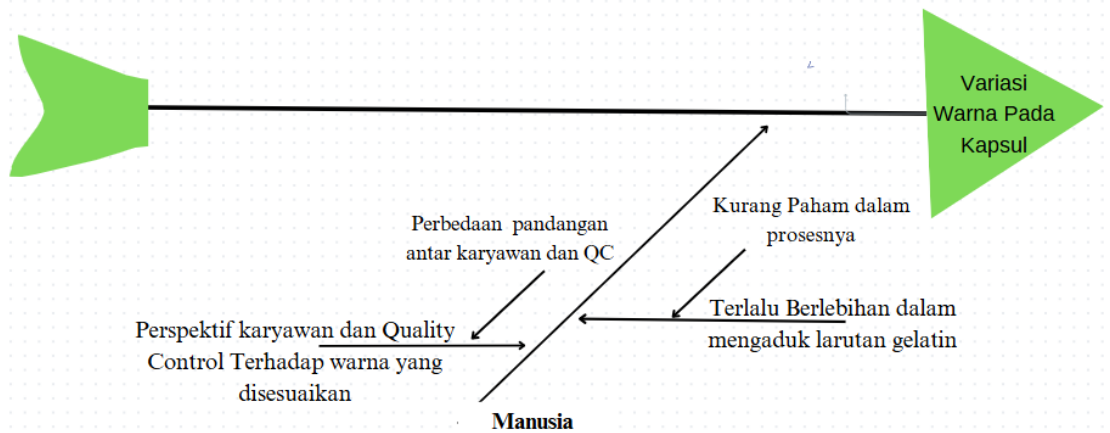 Variasi
Warna Pada
Kapsul
Kurang Paham dalam
prosesnya
Perbedaan pandangan
antar karyawan dan QC
Terlalu Berlebihan dalam
mengaduk larutan gelatin
Perspektif karyawan dan Quality
Control Terhadap warna yang
disesuaikan
Manusia